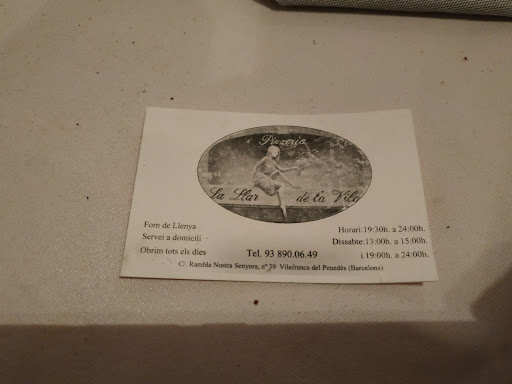 Pizzeria
La Llar de la Vila
Forn de Llenya
Servei a domicili
Obrim tots els dies
Tel. 93 890.06.49
Horari:19:30h. a 24:00h.
Dissabte:13:00h. a 15:00h.
i 19:00h. a 24:00h.
C/. Rambla Nostra Senyora, nº 39 Vilafranca del Penedès (Barcelona)